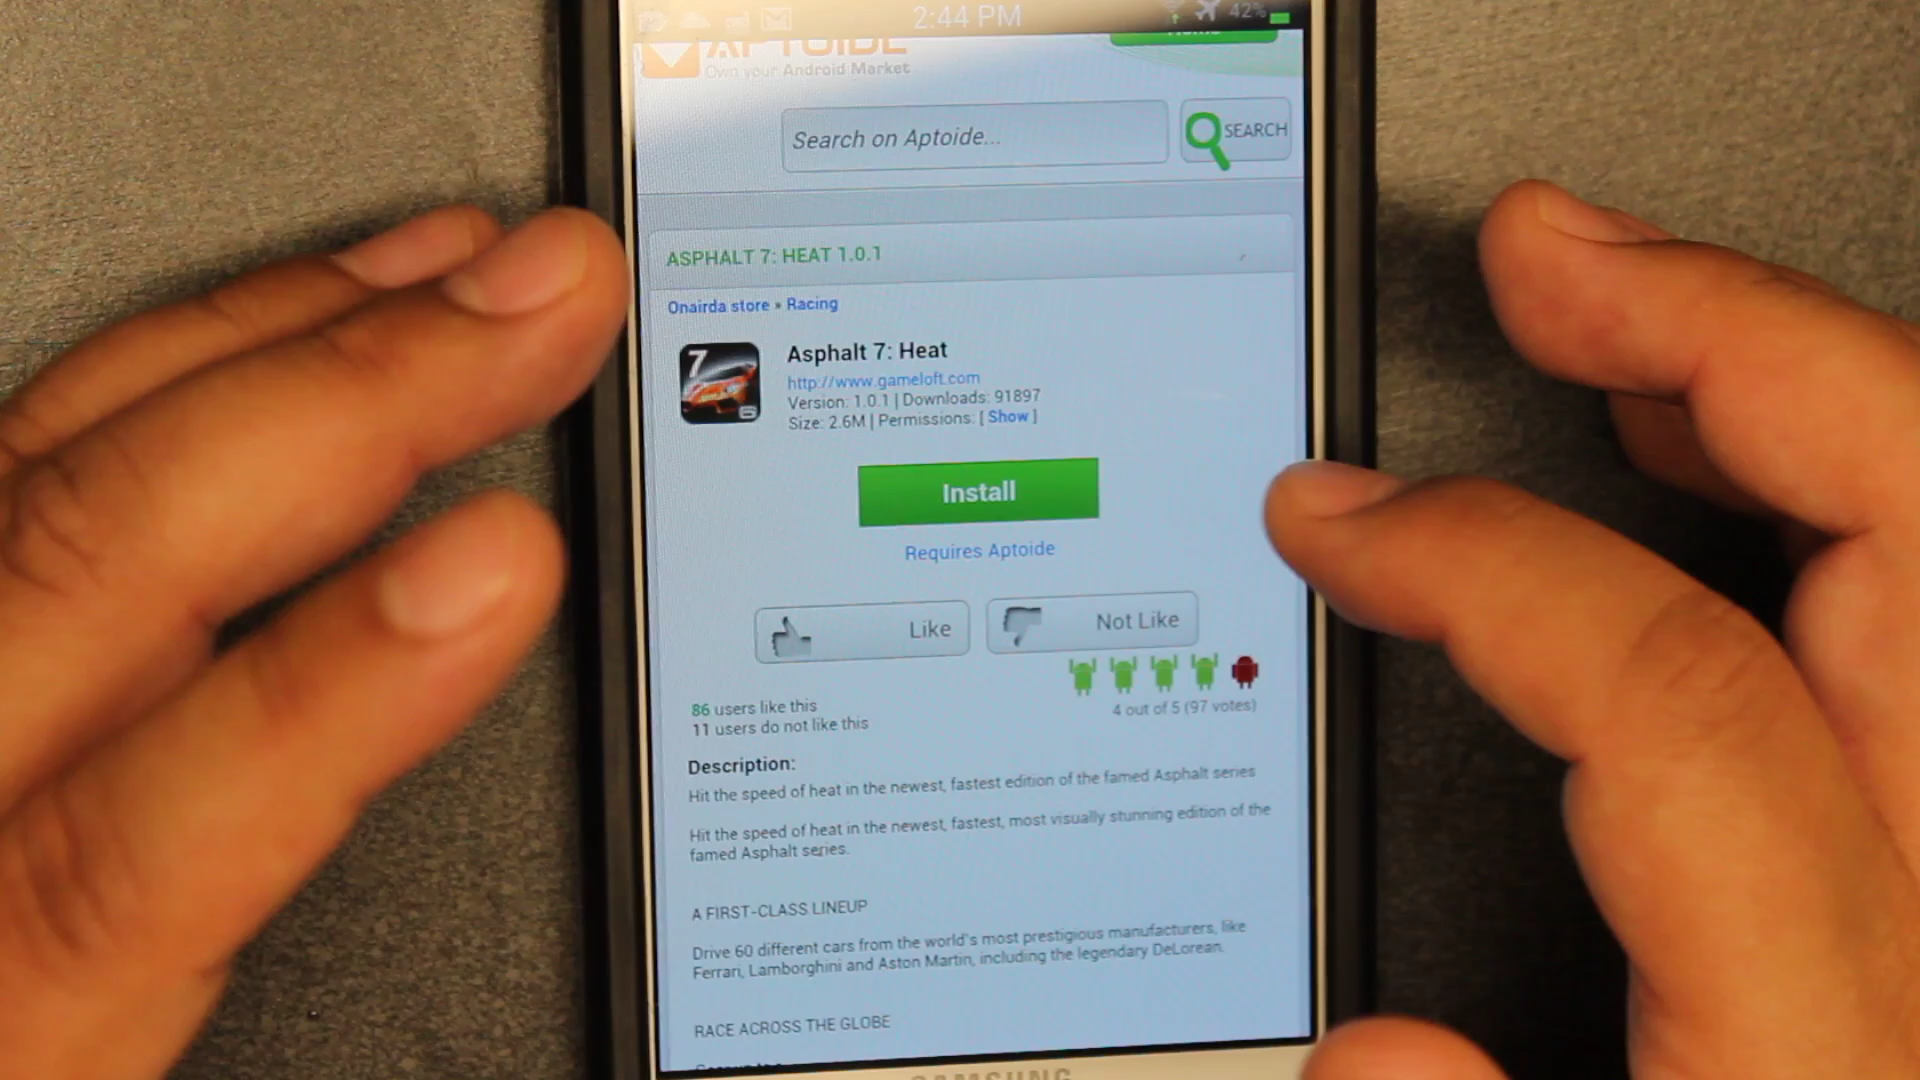 2:44 PM
42%
APTOIDE
Own your Android Market
Home
Search on Aptoide...
SEARCH
ASPHALT 7: HEAT 1.0.1
Onairda store » Racing
7
Asphalt 7: Heat
http://www.gameloft.com
Version: 1.0.1 | Downloads: 91897
Size: 2.6M | Permissions: [ Show ]
Install
Requires Aptoide
Like
Not Like
86 users like this
11 users do not like this
4 out of 5 (97 votes)
Description:
Hit the speed of heat in the newest, fastest edition of the famed Asphalt series
Hit the speed of heat in the newest, fastest, most visually stunning edition of the
famed Asphalt series.
A FIRST-CLASS LINEUP
Drive 60 different cars from the world's most prestigious manufacturers, like
Ferrari, Lamborghini and Aston Martin, including the legendary DeLorean.
RACE ACROSS THE GLOBE
SAMSUNG